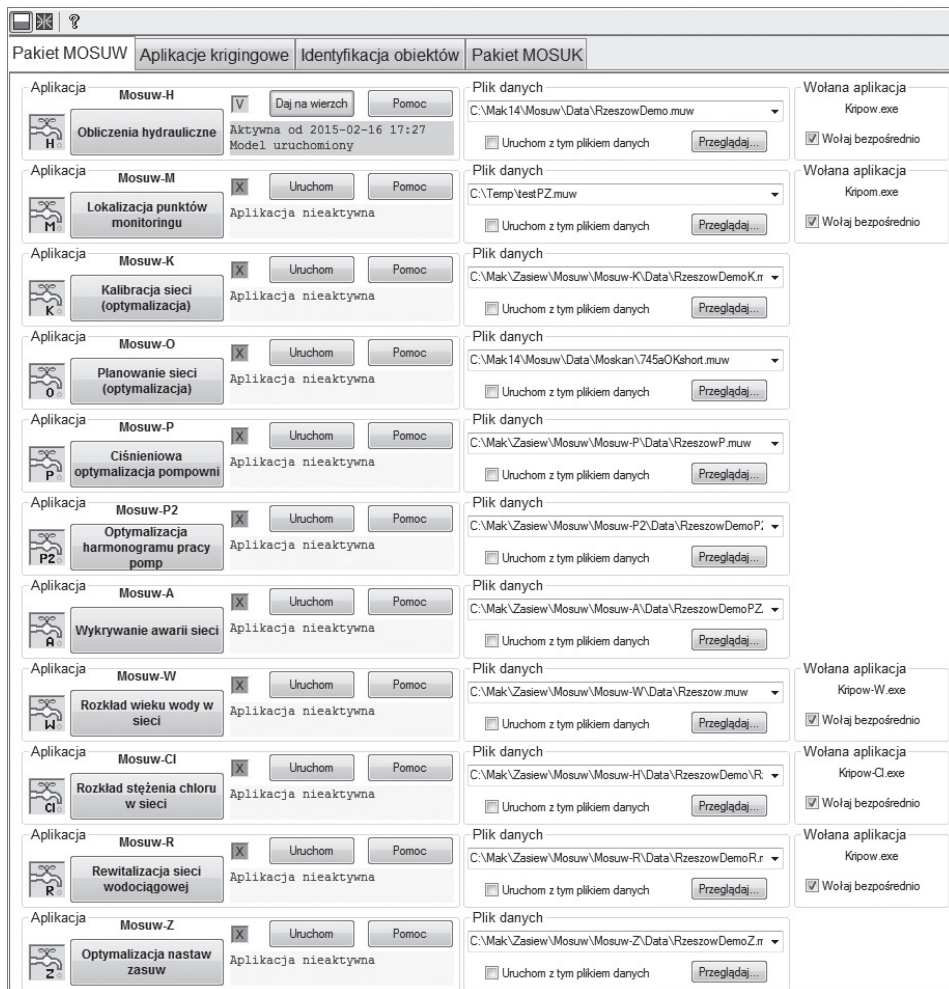 ?
Pakiet MOSUW Aplikacje krigingowe Identyfikacja obiektów Pakiet MOSUK
Aplikacja
Mosuw-H
H
Obliczenia hydrauliczne
V
Daj na wierzch
Pomoc
Aktywna od 2015-02-16 17:27
Model uruchomiony
Plik danych
C:\Mak14\Mosuw\Data\RzeszowDemo.muw
Uruchom z tym plikiem danych
Przeglądaj...
Wołana aplikacja
Kripow.exe
Wołaj bezpośrednio
Aplikacja
Mosuw-M
M
Lokalizacja punktów
monitoringu
X
Uruchom
Pomoc
Aplikacja nieaktywna
Plik danych
C:\Temp\testPZ.muw
Uruchom z tym plikiem danych
Przeglądaj...
Wołana aplikacja
Kripom.exe
Wołaj bezpośrednio
Aplikacja
Mosuw-K
K
Kalibracja sieci
(optymalizacja)
X
Uruchom
Pomoc
Aplikacja nieaktywna
Plik danych
C:\Mak\Zasiew\Mosuw\Mosuw-K\Data\RzeszowDemoK.m
Uruchom z tym plikiem danych
Przeglądaj...
Aplikacja
Mosuw-O
O
Planowanie sieci
(optymalizacja)
X
Uruchom
Pomoc
Aplikacja nieaktywna
Plik danych
C:\Mak14\Mosuw\Data\Moskan\745aOKshort.muw
Uruchom z tym plikiem danych
Przeglądaj...
Aplikacja
Mosuw-P
P
Ciśnieniowa
optymalizacja pompowni
X
Uruchom
Pomoc
Aplikacja nieaktywna
Plik danych
C:\Mak\Zasiew\Mosuw\Mosuw-P\Data\RzeszowP.muw
Uruchom z tym plikiem danych
Przeglądaj...
Aplikacja
Mosuw-P2
P2
Optymalizacja
harmonogramu pracy
pomp
X
Uruchom
Pomoc
Aplikacja nieaktywna
Plik danych
C:\Mak\Zasiew\Mosuw\Mosuw-P2\Data\RzeszowDemoP2
Uruchom z tym plikiem danych
Przeglądaj...
Aplikacja
Mosuw-A
A
Wykrywanie awarii sieci
X
Uruchom
Pomoc
Aplikacja nieaktywna
Plik danych
C:\Mak\Zasiew\Mosuw\Mosuw-A\Data\RzeszowDemoPZ.
Uruchom z tym plikiem danych
Przeglądaj...
Aplikacja
Mosuw-W
W
Rozkład wieku wody w
sieci
X
Uruchom
Pomoc
Aplikacja nieaktywna
Plik danych
C:\Mak\Zasiew\Mosuw\Mosuw-W\Data\Rzeszow.muw
Uruchom z tym plikiem danych
Przeglądaj...
Wołana aplikacja
Kripow-W.exe
Wołaj bezpośrednio
Aplikacja
Mosuw-Cl
Cl
Rozkład stężenia chloru
w sieci
X
Uruchom
Pomoc
Aplikacja nieaktywna
Plik danych
C:\Mak\Zasiew\Mosuw\Mosuw-H\Data\RzeszowDemo\R
Uruchom z tym plikiem danych
Przeglądaj...
Wołana aplikacja
Kripow-Cl.exe
Wołaj bezpośrednio
Aplikacja
Mosuw-R
R
Rewitalizacja sieci
wodociągowej
X
Uruchom
Pomoc
Aplikacja nieaktywna
Plik danych
C:\Mak\Zasiew\Mosuw\Mosuw-R\Data\RzeszowDemoR.r
Uruchom z tym plikiem danych
Przeglądaj...
Wołana aplikacja
Kripow.exe
Wołaj bezpośrednio
Aplikacja
Mosuw-Z
Z
Optymalizacja nastaw
zasuw
X
Uruchom
Pomoc
Aplikacja nieaktywna
Plik danych
C:\Mak\Zasiew\Mosuw\Mosuw-Z\Data\RzeszowDemoZ.m
Uruchom z tym plikiem danych
Przeglądaj...